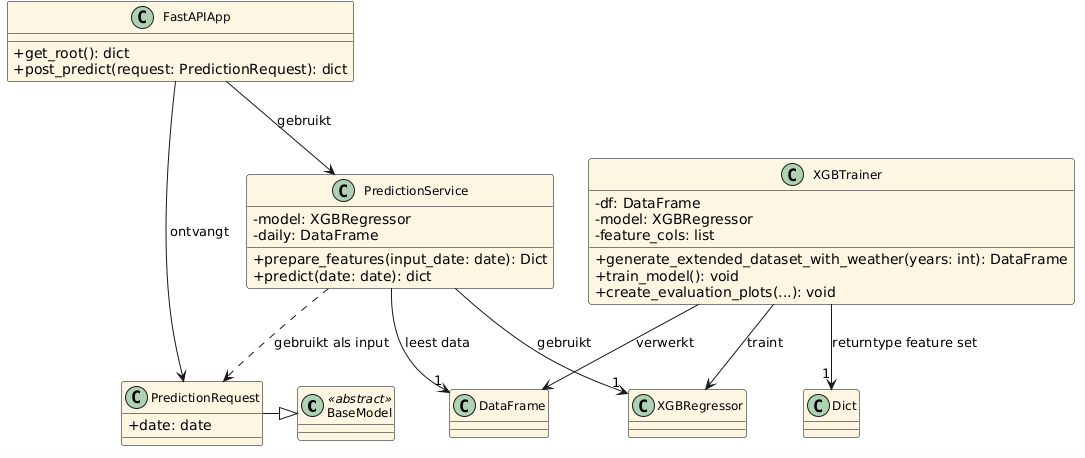 C FastAPIApp
+get_root(): dict
+post_predict(request: PredictionRequest): dict
gebruikt
ontvangt
C PredictionService
-model: XGBRegressor
-daily: DataFrame
+prepare_features(input_date: date): Dict
+predict(date: date): dict
C XGBTrainer
-df: DataFrame
-model: XGBRegressor
-feature_cols: list
+generate_extended_dataset_with_weather(years: int): DataFrame
+train_model(): void
+create_evaluation_plots(...): void
gebruikt als input
leest data
gebruikt
verwerkt
traint
returntype feature set
1
1
1
C PredictionRequest
+date: date
C «abstract»
BaseModel
C DataFrame
C XGBRegressor
C Dict